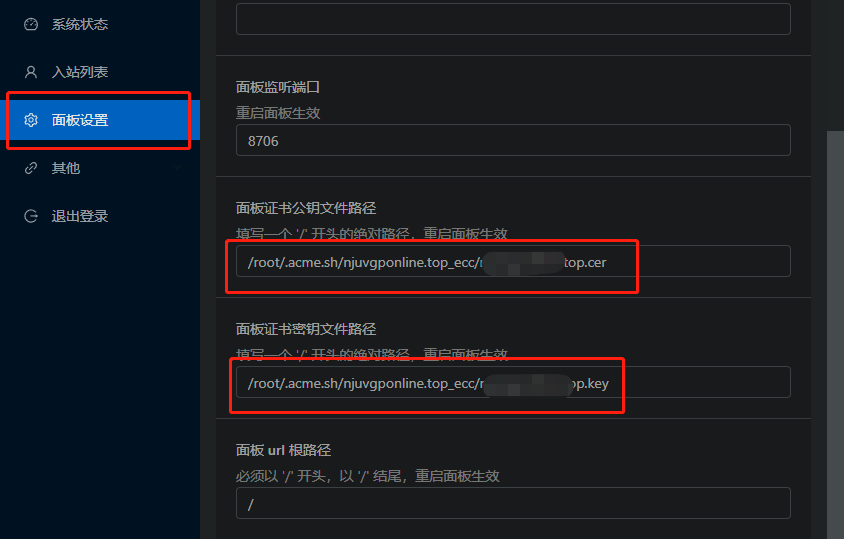 系统状态
入站列表
面板设置
其他
退出登录
面板监听端口
重启面板生效
8706
面板证书公钥文件路径
填写一个 '/' 开头的绝对路径，重启面板生效
/root/.acme.sh/njuvgponline.top_ecc/ top.cer
面板证书密钥文件路径
填写一个 '/' 开头的绝对路径，重启面板生效
/root/.acme.sh/njuvgponline.top_ecc/ op.key
面板 url 根路径
必须以 '/' 开头，以 '/' 结尾，重启面板生效
/